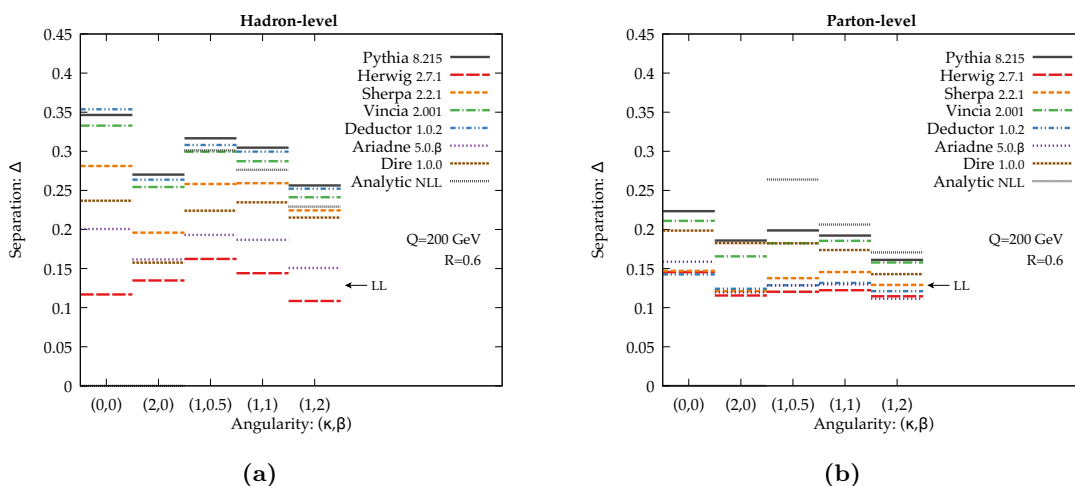 Hadron-level
Separation: Δ
0.45
0.4
0.35
0.3
0.25
0.2
0.15
0.1
0.05
0
Pythia 8.215
Herwig 2.7.1
Sherpa 2.2.1
Vincia 2.001
Deductor 1.0.2
Ariadne 5.0.β
Dire 1.0.0
Analytic NLL
Q=200 GeV
R=0.6
LL
(0,0) (2,0) (1,0.5) (1,1) (1,2)
Angularity: (κ,β)
(a)
Parton-level
Separation: Δ
0.45
0.4
0.35
0.3
0.25
0.2
0.15
0.1
0.05
0
Pythia 8.215
Herwig 2.7.1
Sherpa 2.2.1
Vincia 2.001
Deductor 1.0.2
Ariadne 5.0.β
Dire 1.0.0
Analytic NLL
Q=200 GeV
R=0.6
LL
(0,0) (2,0) (1,0.5) (1,1) (1,2)
Angularity: (κ,β)
(b)